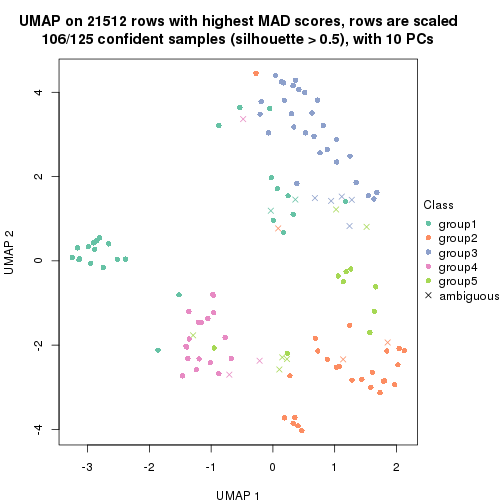 UMAP on 21512 rows with highest MAD scores, rows are scaled
106/125 confident samples (silhouette > 0.5), with 10 PCs
4
2
0
-2
-4
UMAP 2
-3
-2
-1
0
1
2
UMAP 1
Class
group1
group2
group3
group4
group5
ambiguous